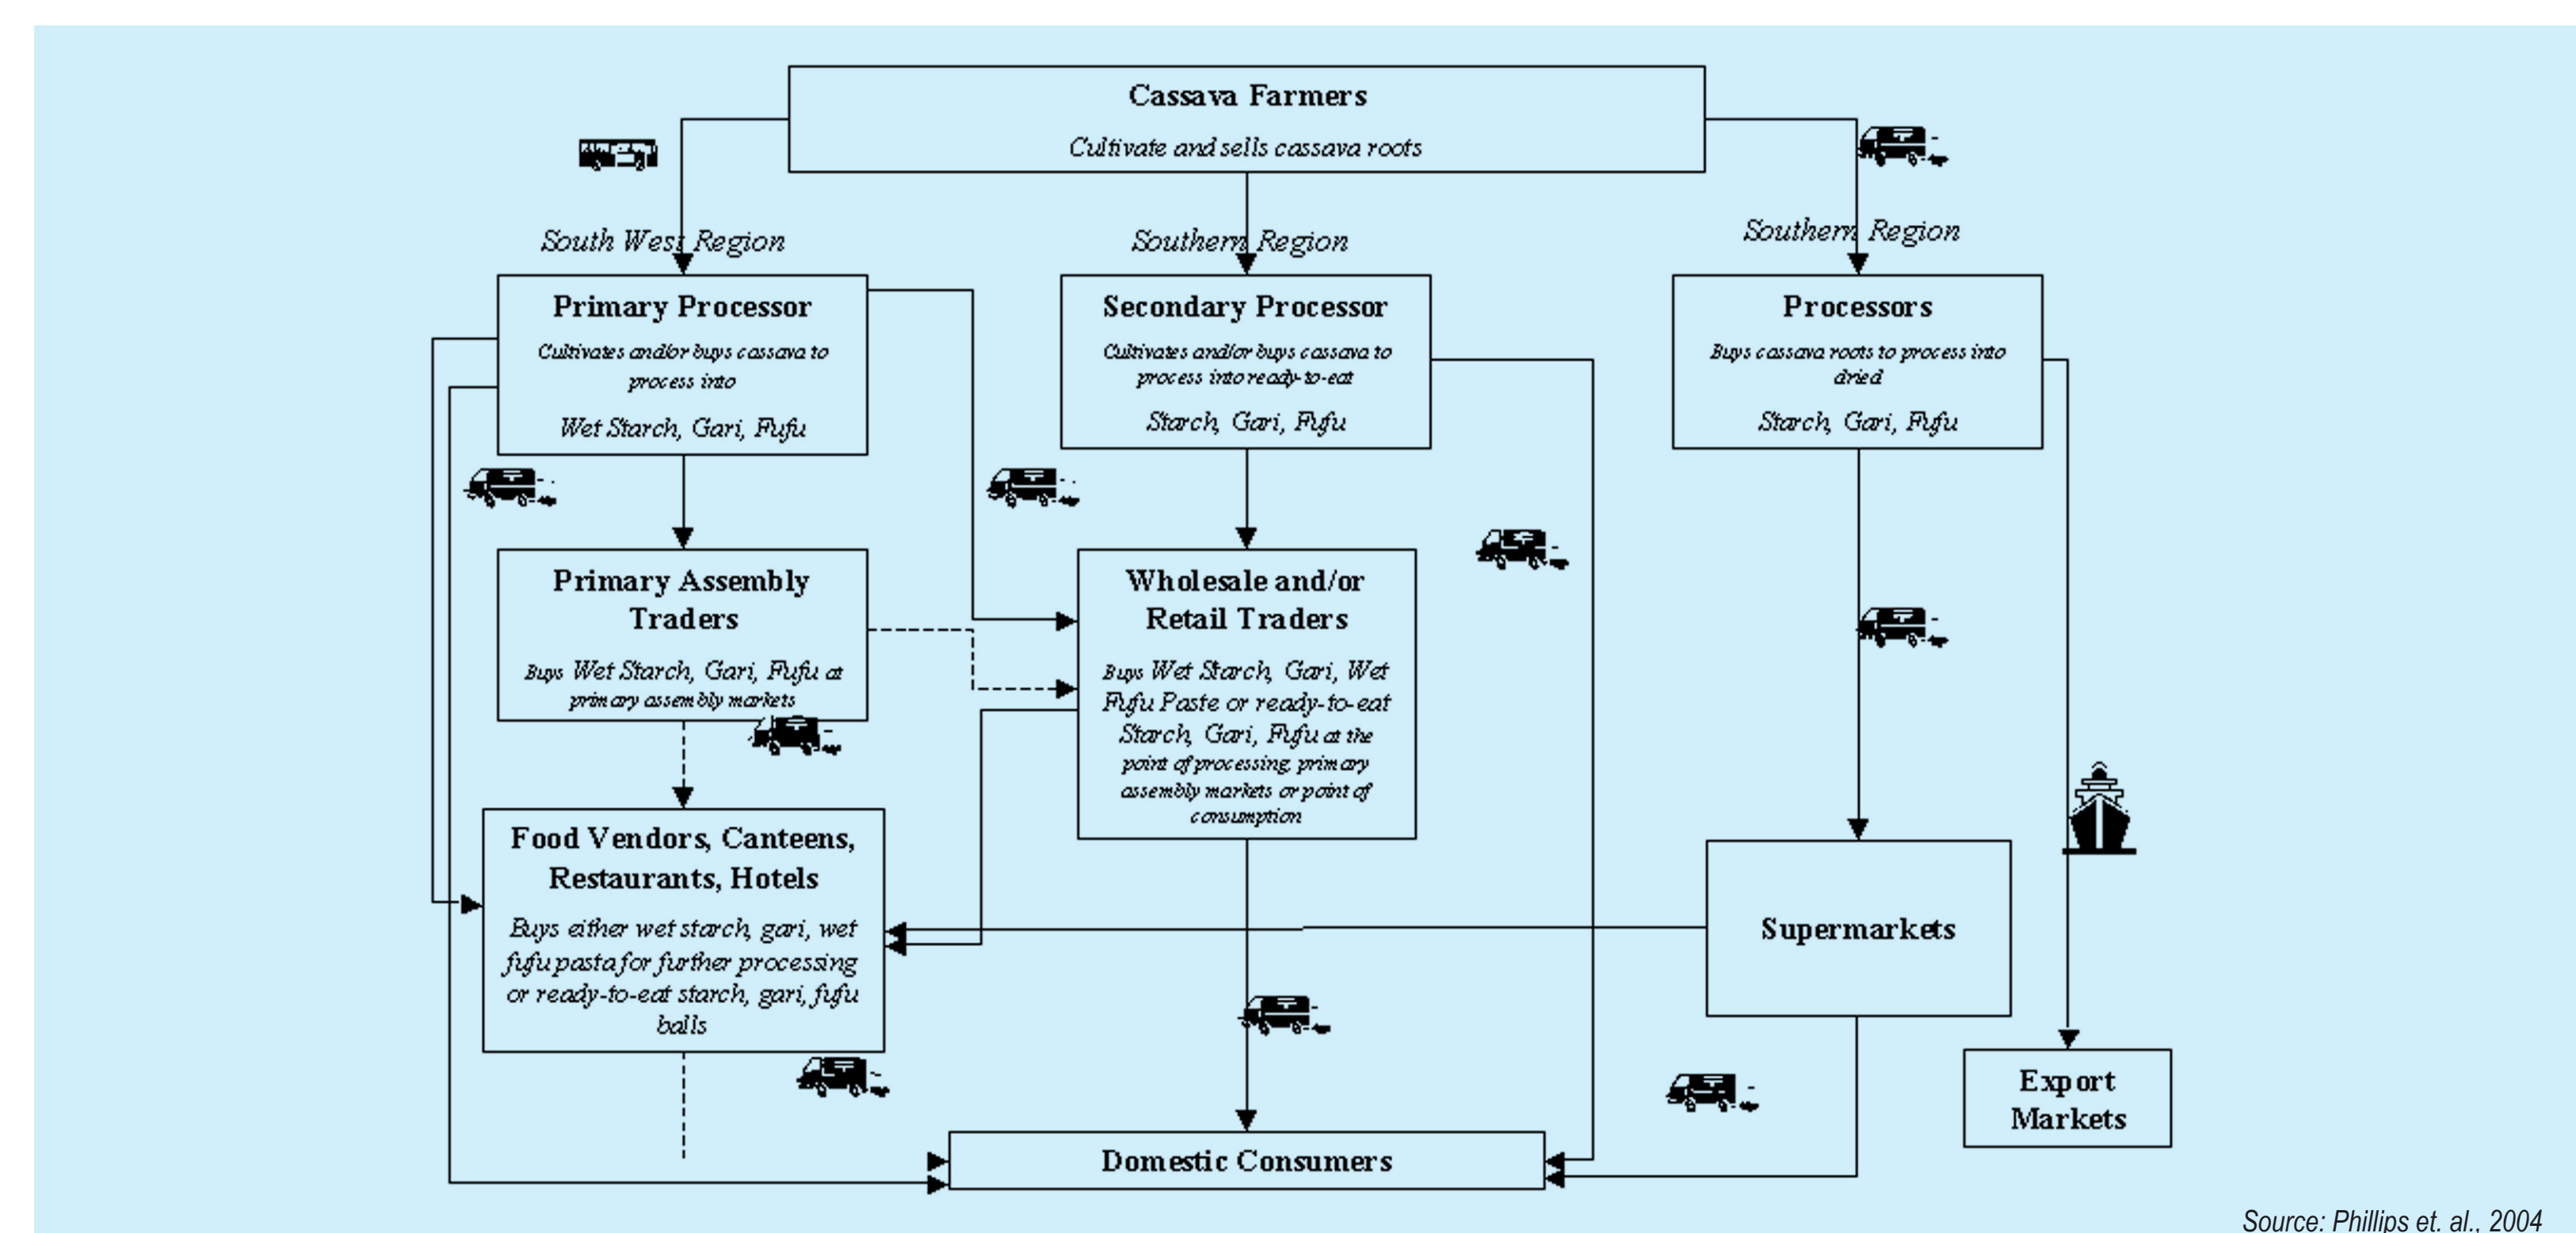 Cassava Farmers
Cultivate and sells cassava roots
South West Region
Southern Region
Southern Region
Primary Processor
Cultivates and/or buys cassava to
process into
Wet Starch, Gari, Fufu
Secondary Processor
Cultivates and/or buys cassava to
process into ready-to-eat
Starch, Gari, Fufu
Processors
Buys cassava roots to process into
dried
Starch, Gari, Fufu
Primary Assembly
Traders
Buys Wet Starch, Gari, Fufu at
primary assembly markets
Wholesale and/or
Retail Traders
Buys Wet Starch, Gari, Wet
Fufu Paste or ready-to-eat
Starch, Gari, Fufu at the
point of processing, primary
assembly markets or point of
consumption
Food Vendors, Canteens,
Restaurants, Hotels
Buys either wet starch, gari, wet
fufu pasta for further processing
or ready-to-eat starch, gari, fufu
balls
Supermarkets
Export
Markets
Domestic Consumers
Source: Phillips et. al., 2004